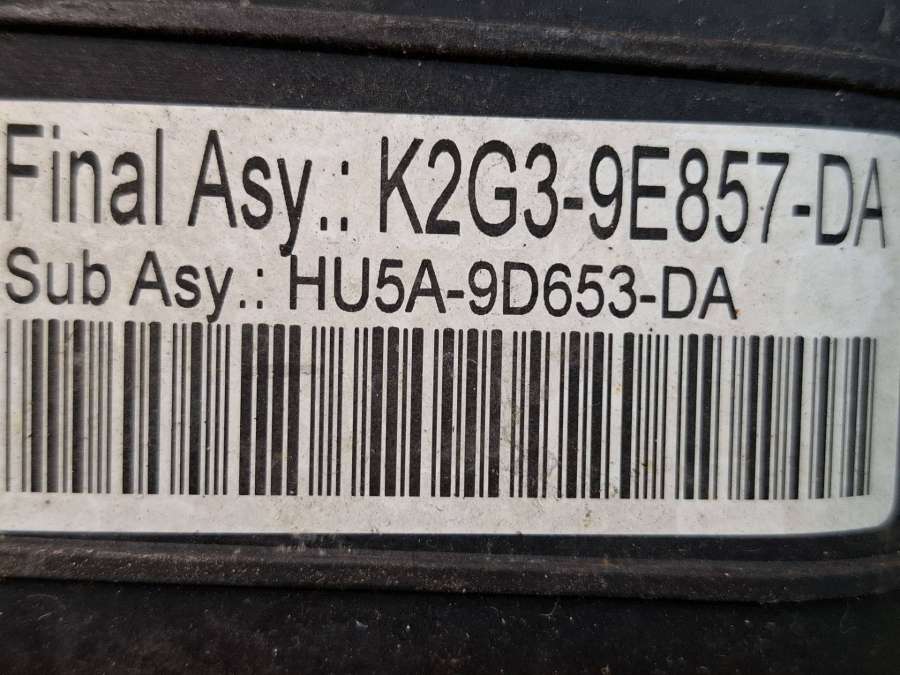 Final Asy.: K2G3-9E857-DA
Sub Asy.: HU5A-9D653-DA